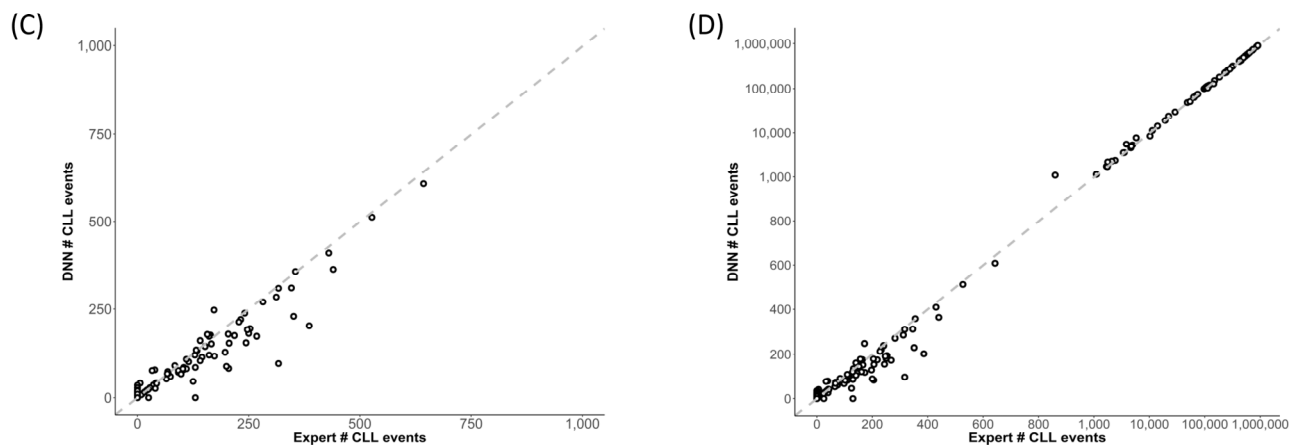 (C)
DNN # CLL events
1,000
750
500
250
0
0 250 500 750 1,000
Expert # CLL events
(D)
DNN # CLL events
1,000,000
100,000
10,000
1,000
800
600
400
200
0
0 200 400 600 800 1,000 10,000 100,000 1,000,000
Expert # CLL events